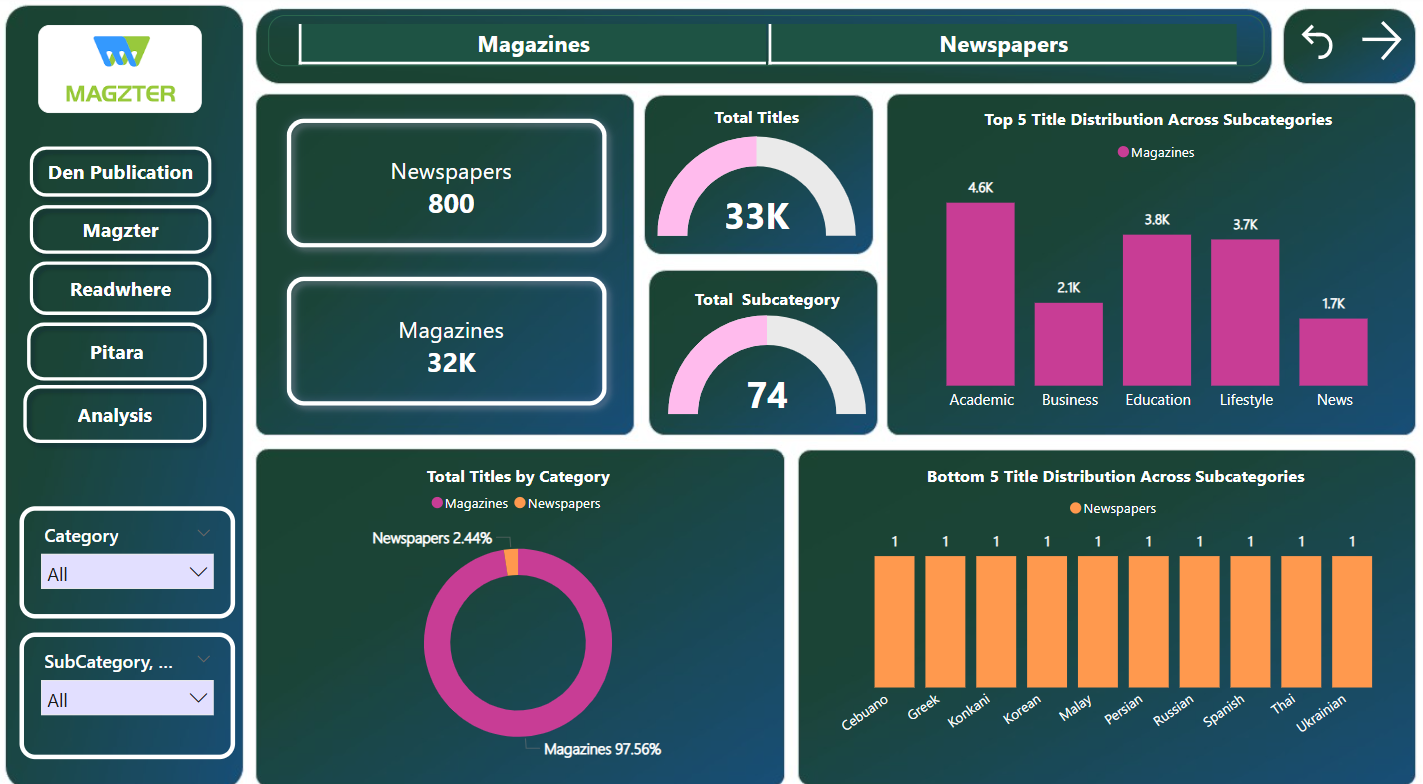 MAGZTER
Den Publication
Magzter
Readwhere
Pitara
Analysis
Category
All
SubCategory, ...
All
Magazines
Newspapers
Newspapers
800
Magazines
32K
Total Titles
33K
Total Subcategory
74
Top 5 Title Distribution Across Subcategories
Magazines
4.6K
2.1K
3.8K
3.7K
1.7K
Academic
Business
Education
Lifestyle
News
Total Titles by Category
Magazines
Newspapers
Newspapers 2.44%
Magazines 97.56%
Bottom 5 Title Distribution Across Subcategories
Newspapers
1
1
1
1
1
1
1
1
1
1
Cebuano
Greek
Konkani
Korean
Malay
Persian
Russian
Spanish
Thai
Ukrainian